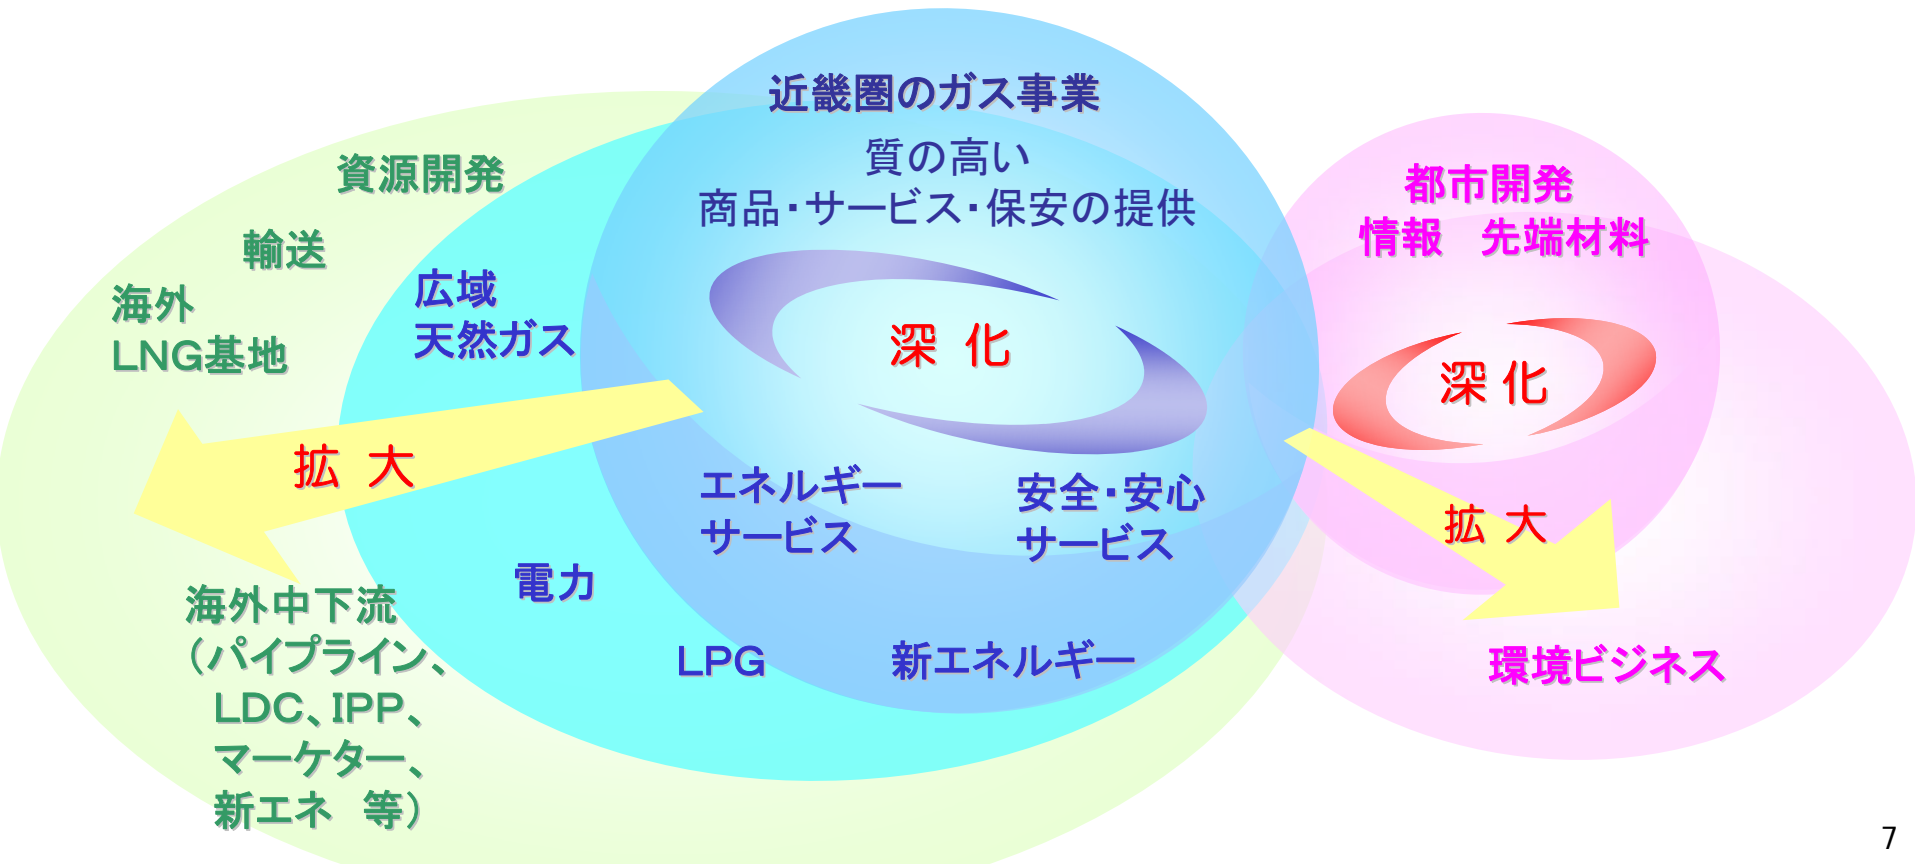 近畿圏のガス事業
質の高い
商品・サービス・保安の提供
深 化
エネルギー
サービス
安全・安心
サービス
新エネルギー
広域
天然ガス
電力
LPG
資源開発
輸送
海外
LNG基地
拡 大
海外中下流
（パイプライン、
LDC、IPP、
マーケター、
新エネ　等）
都市開発
情報　先端材料
深 化
拡 大
環境ビジネス
7